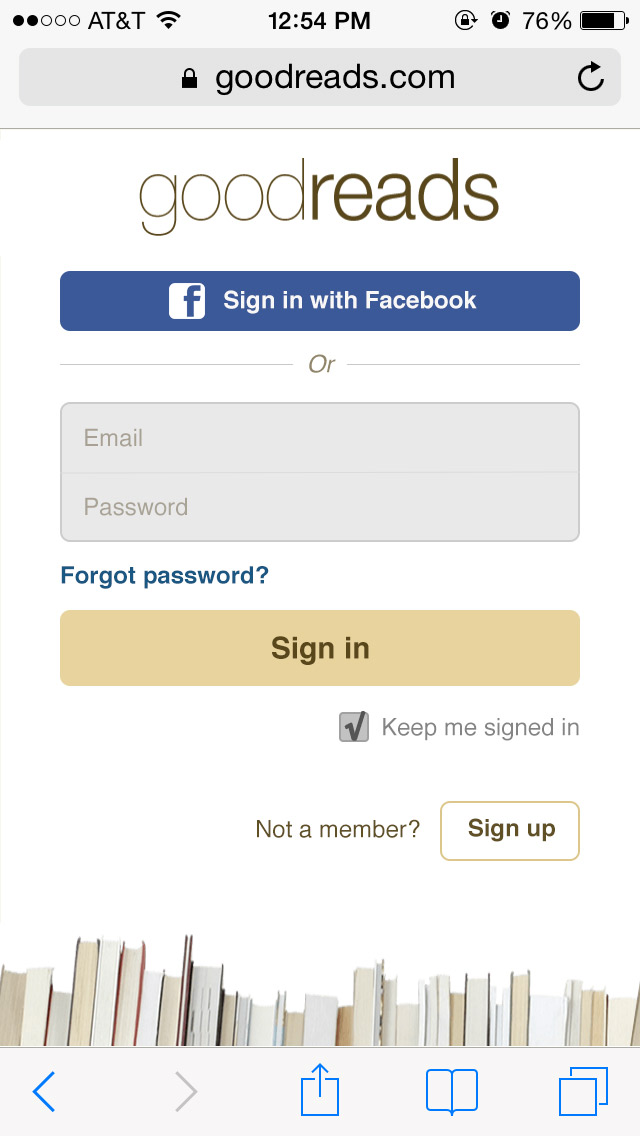 AT&T 12:54 PM 76%
goodreads.com
goodreads
f Sign in with Facebook
Or
Email
Password
Forgot password?
Sign in
Keep me signed in
Not a member? Sign up